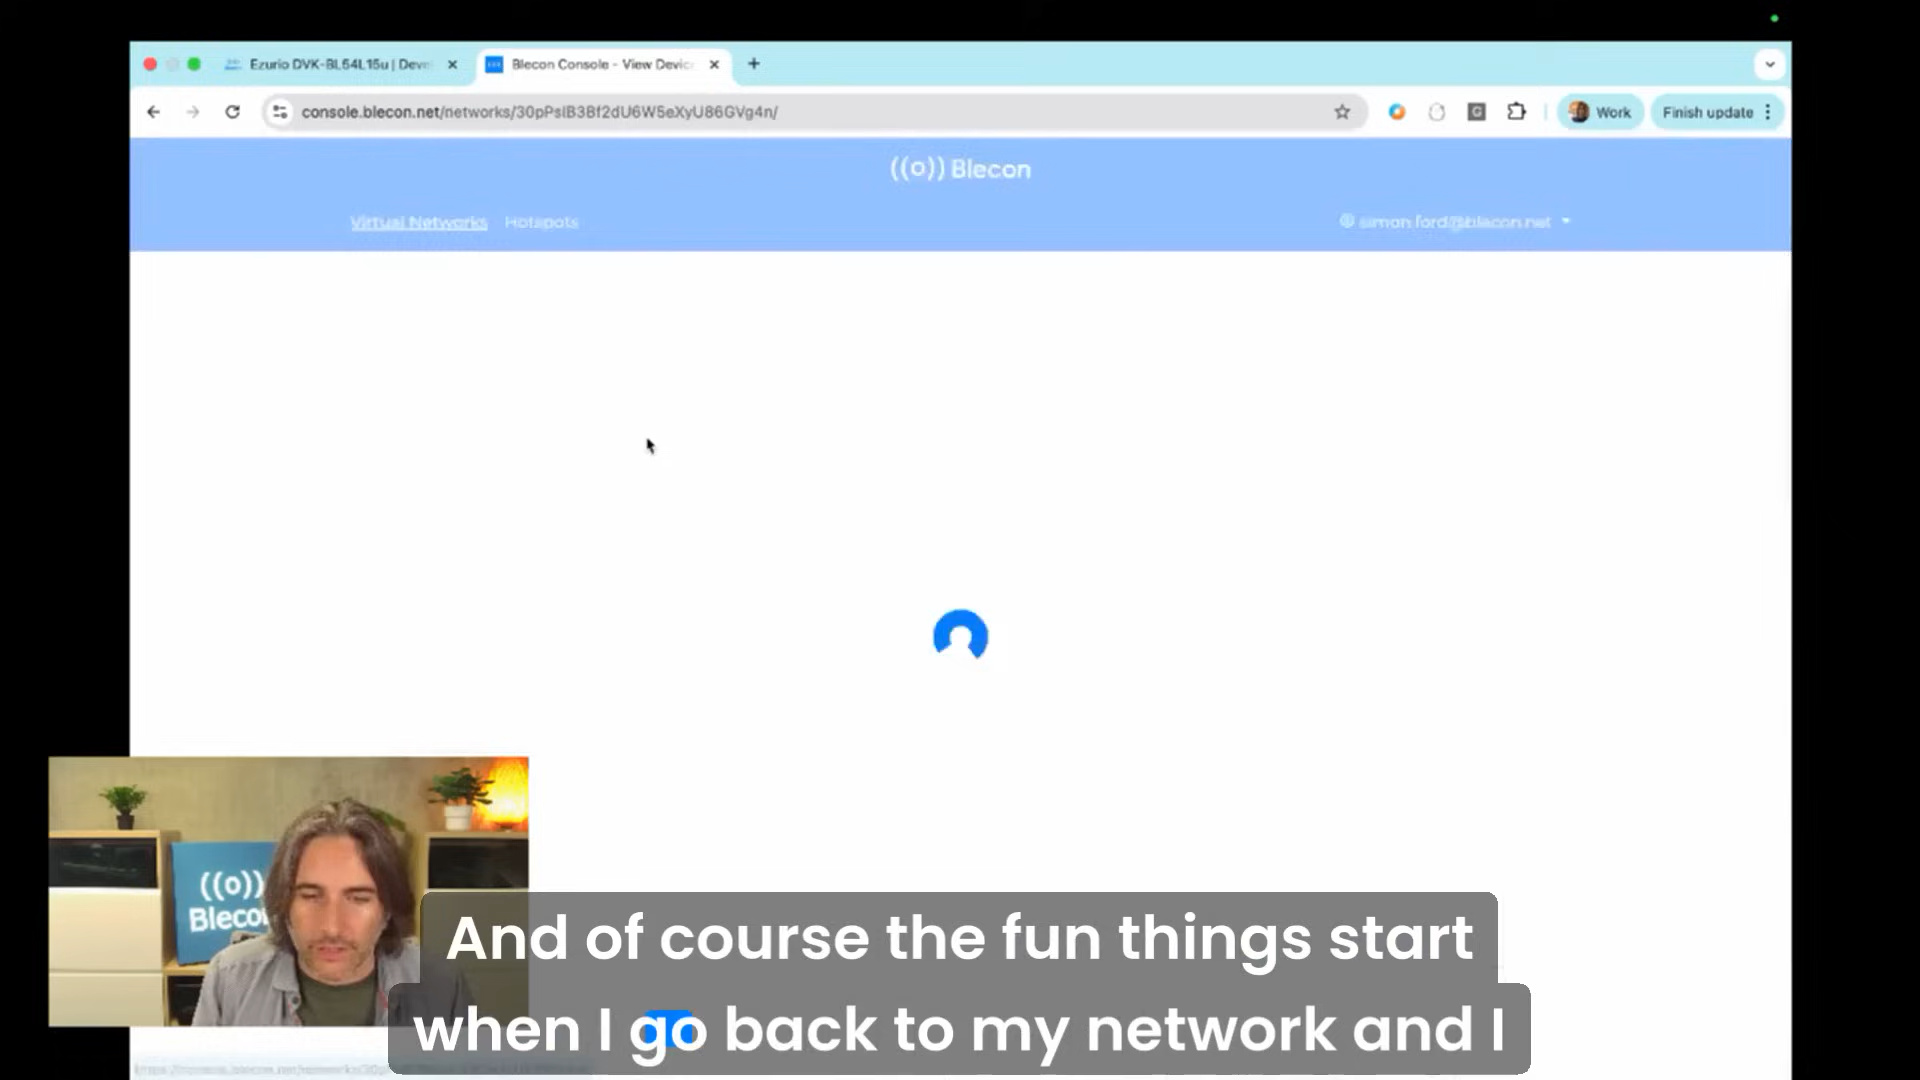 Ezurio DVK-BL54L15u | Deve
Blecon Console - View Devic
console.blecon.net/networks/30pPsIB3Bf2dU6W5eXyU86GVg4n/
G
Work
Finish update
((o)) Blecon
Virtual Networks
Hotspots
simon.ford@blecon.net
((o))
Blecon
And of course the fun things start
when I go back to my network and I